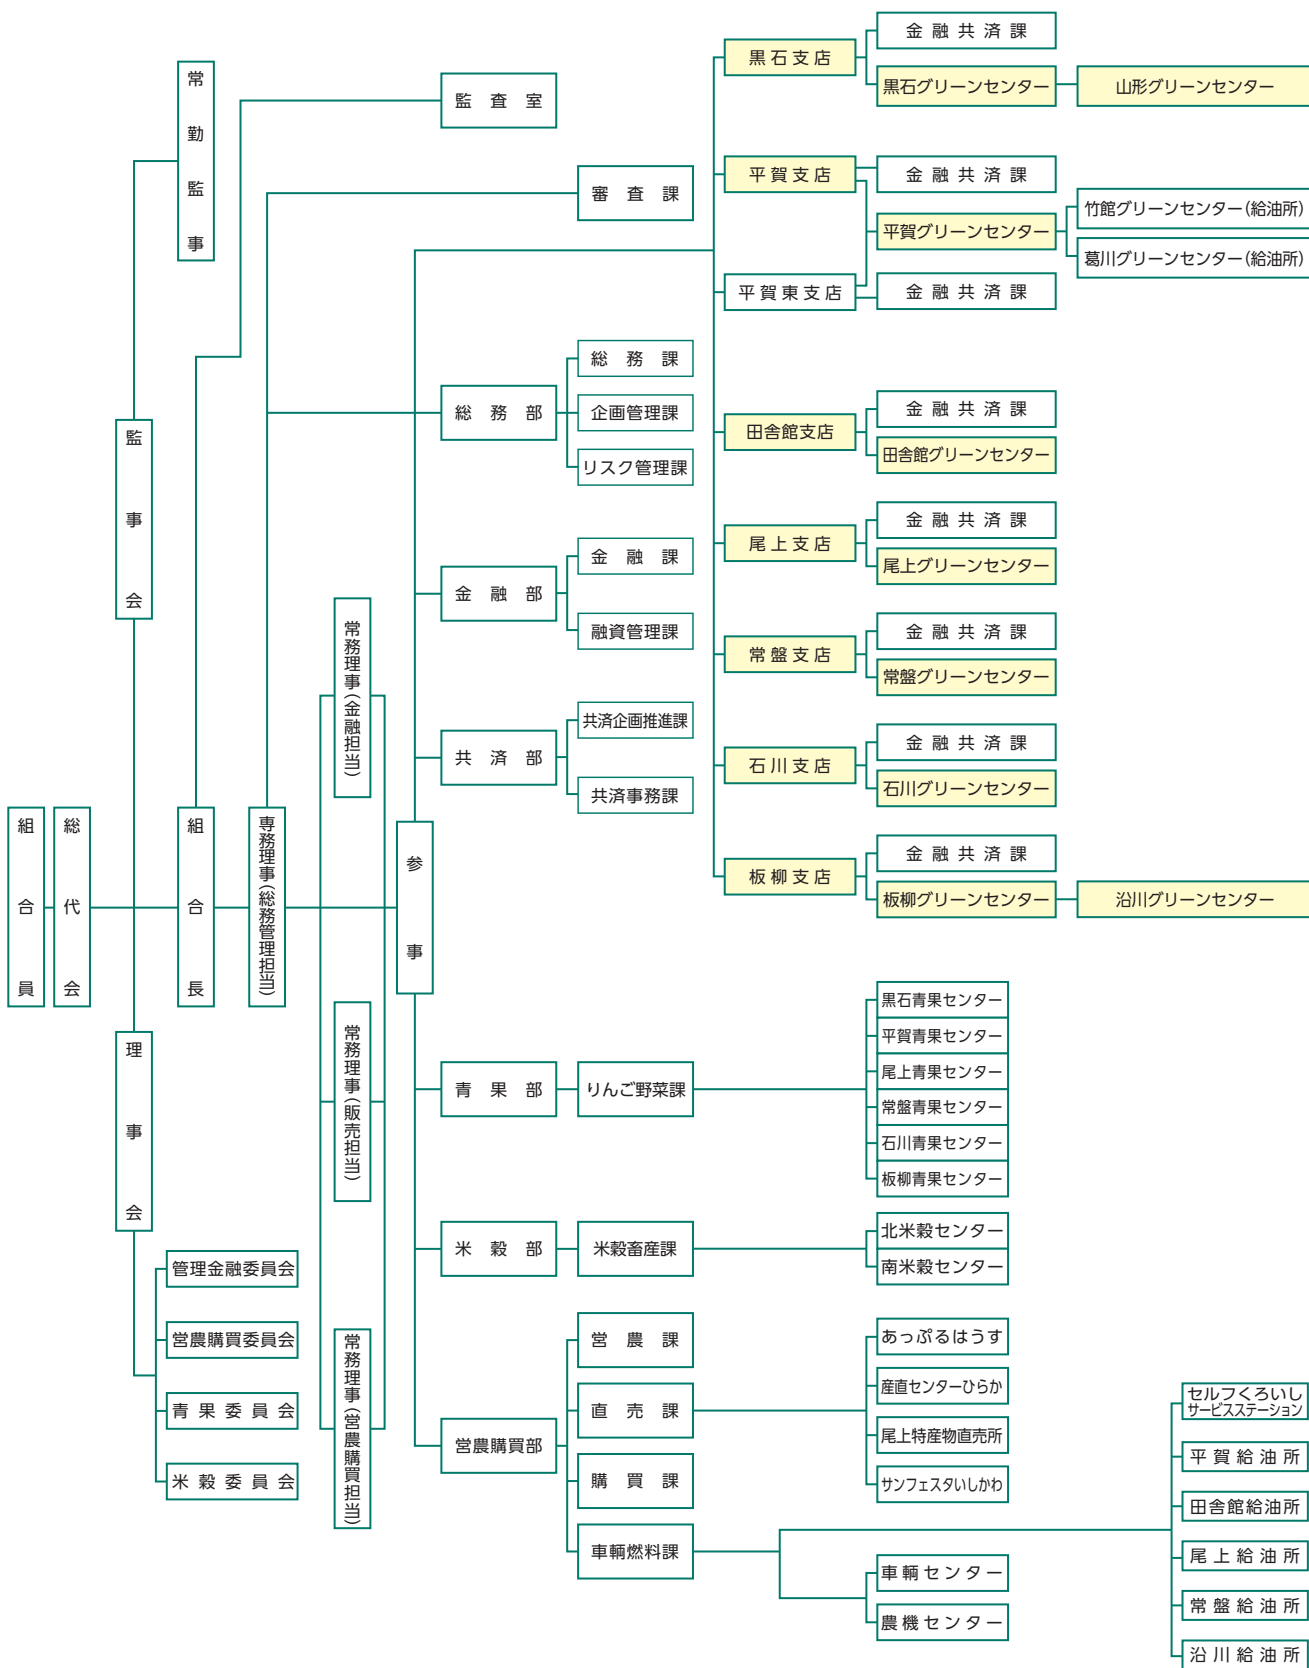 組合員
総代会
監事会
常勤監事
理事会
管理金融委員会
営農購買委員会
青果委員会
米穀委員会
組合長
監査室
専務理事(総務管理担当)
審査課
常務理事(金融担当)
常務理事(販売担当)
常務理事(営農購買担当)
参事
総務部
総務課
企画管理課
リスク管理課
金融部
金融課
融資管理課
共済部
共済企画推進課
共済事務課
黒石支店
金融共済課
黒石グリーンセンター
山形グリーンセンター
平賀支店
金融共済課
平賀グリーンセンター
竹館グリーンセンター(給油所)
葛川グリーンセンター(給油所)
平賀東支店
金融共済課
田舎館支店
金融共済課
田舎館グリーンセンター
尾上支店
金融共済課
尾上グリーンセンター
常盤支店
金融共済課
常盤グリーンセンター
石川支店
金融共済課
石川グリーンセンター
板柳支店
金融共済課
板柳グリーンセンター
沿川グリーンセンター
青果部
りんご野菜課
黒石青果センター
平賀青果センター
尾上青果センター
常盤青果センター
石川青果センター
板柳青果センター
米穀部
米穀畜産課
北米穀センター
南米穀センター
営農購買部
営農課
直売課
あっぷるはうす
産直センターひらか
尾上特産物直売所
サンフェスタいしかわ
購買課
車輌燃料課
車輌センター
農機センター
セルフくろいし
サービスステーション
平賀給油所
田舎館給油所
尾上給油所
常盤給油所
沿川給油所